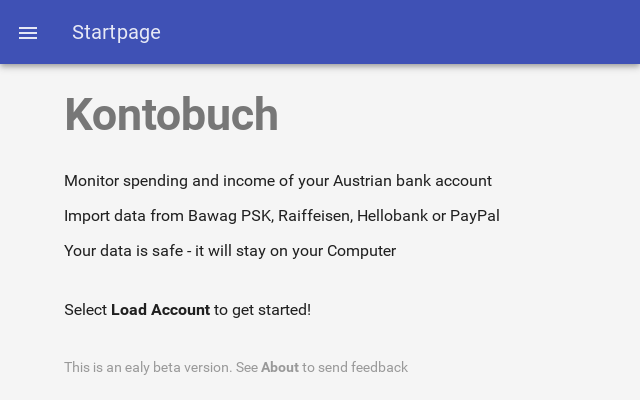 Startpage
Kontobuch
Monitor spending and income of your Austrian bank account
Import data from Bawag PSK, Raiffeisen, Hellobank or PayPal
Your data is safe - it will stay on your Computer
Select Load Account to get started!
This is an ealy beta version. See About to send feedback